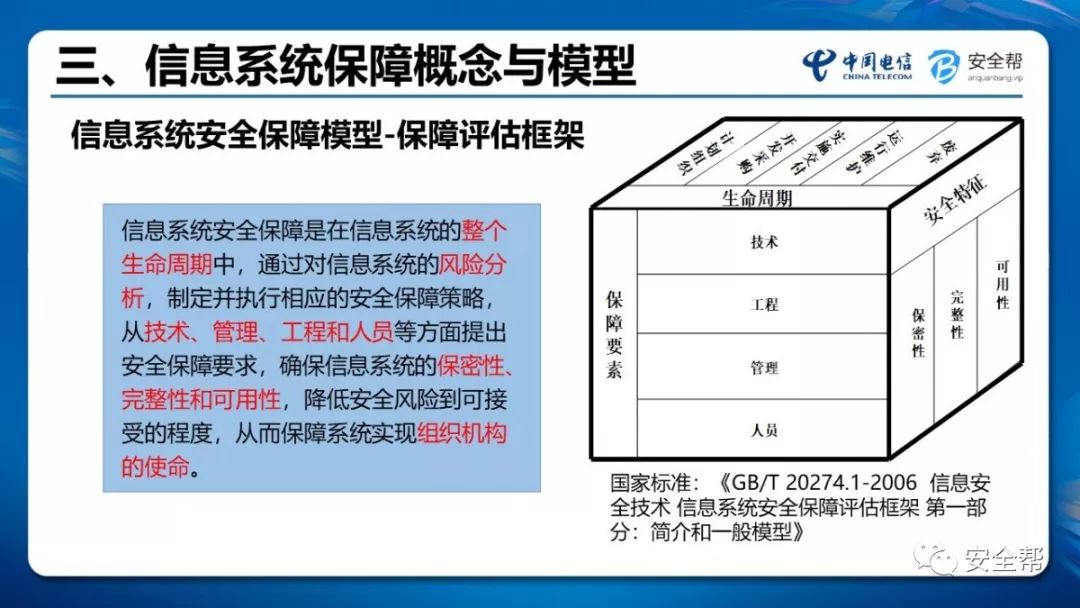 三、信息系统保障概念与模型
中国电信
CHINA TELECOM
安全帮
anquanbang.vip
信息系统安全保障模型-保障评估框架
信息系统安全保障是在信息系统的整个
生命周期中，通过对信息系统的风险分
析，制定并执行相应的安全保障策略，
从技术、管理、工程和人员等方面提出
安全保障要求，确保信息系统的保密性、
完整性和可用性，降低安全风险到可接
受的程度，从而保障系统实现组织机构
的使命。
计划组织
开发采购
实施交付
运行维护
废弃
生命周期
安全特征
保障要素
技术
工程
管理
人员
保密性
完整性
可用性
国家标准：《GB/T 20274.1-2006 信息安
全技术 信息系统安全保障评估框架 第一部
分：简介和一般模型》
安全帮